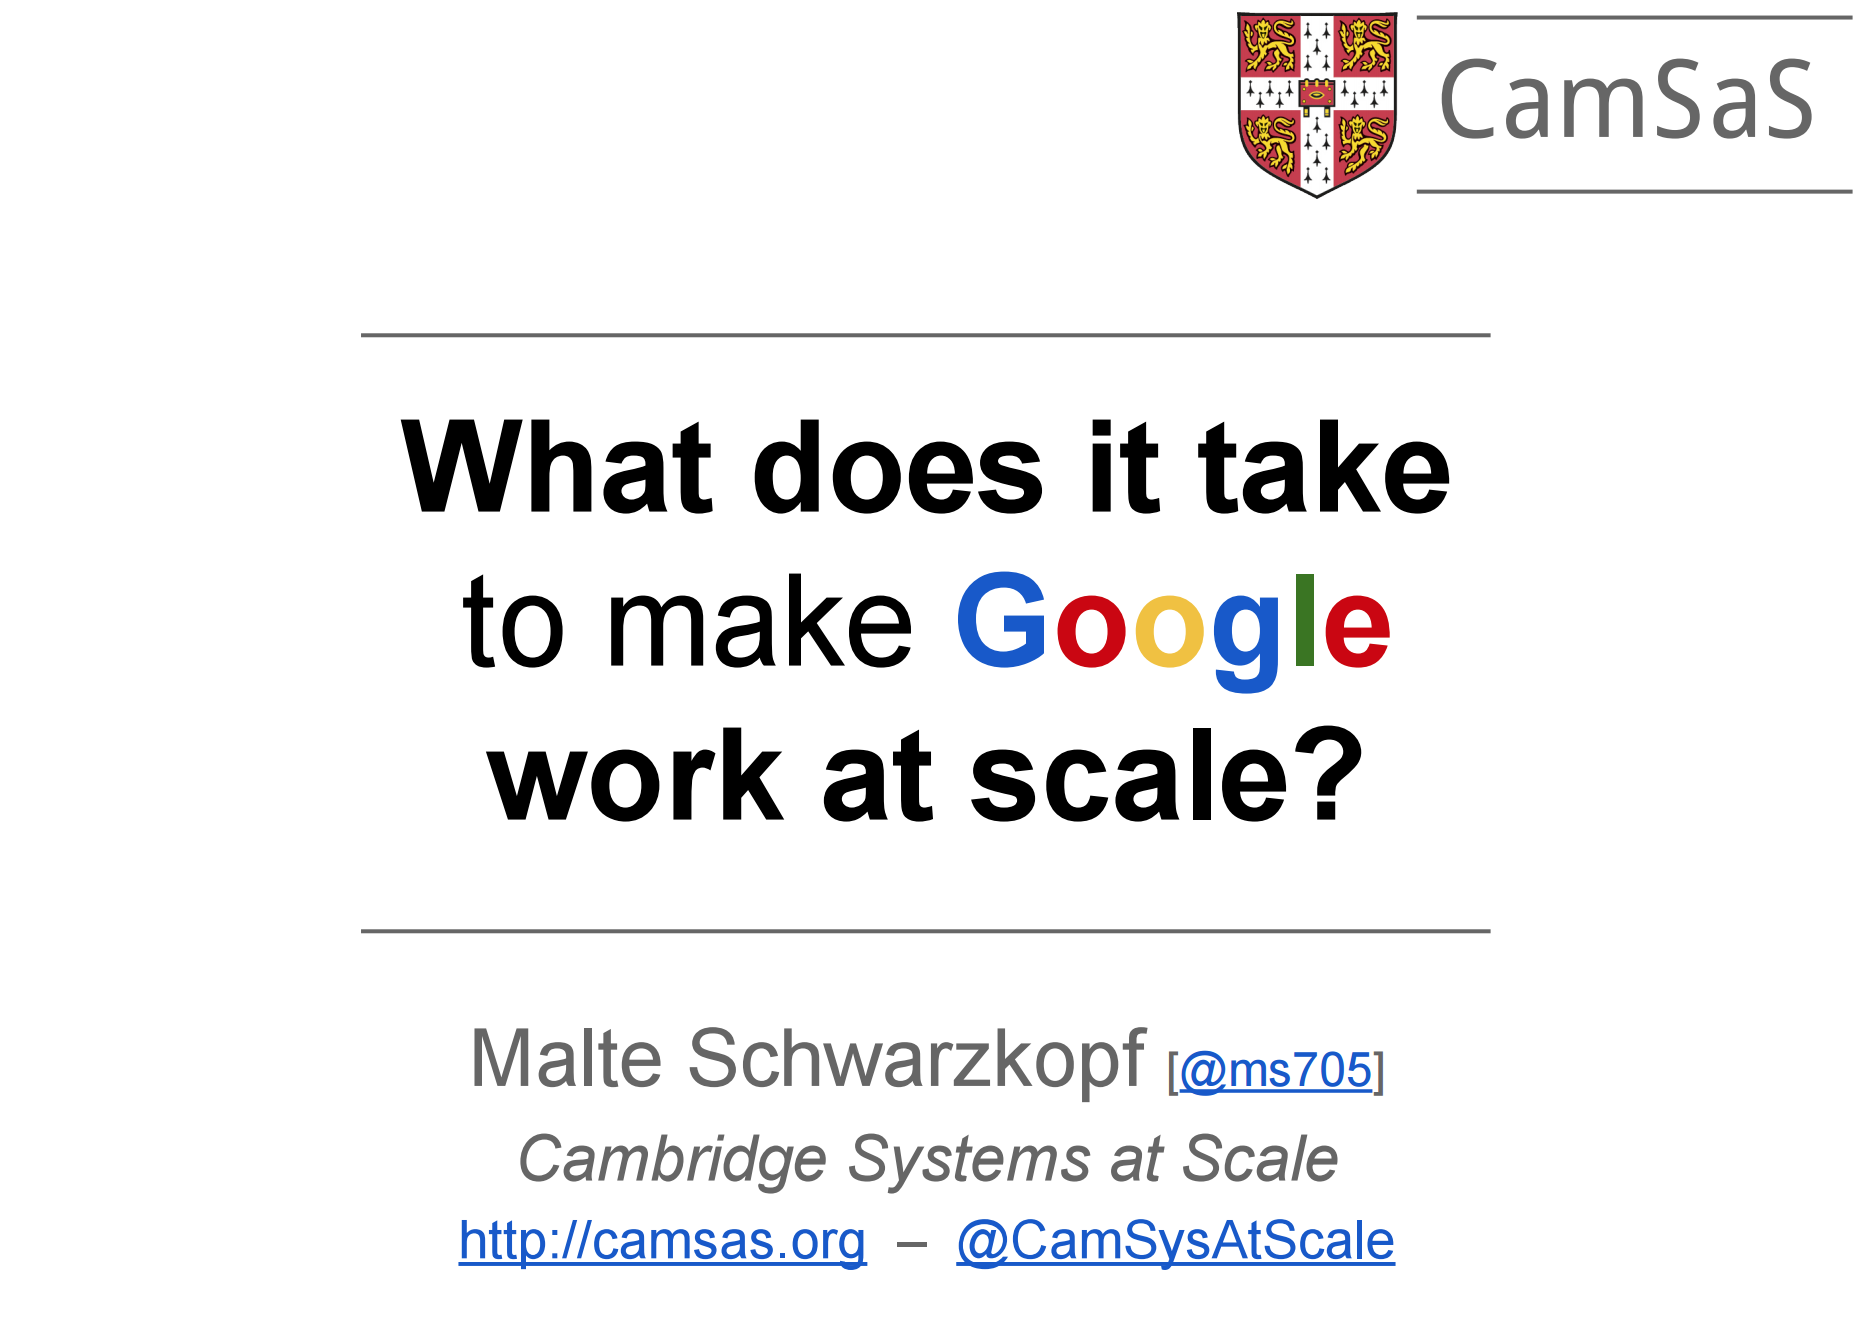 CamSaS
What does it take
to make Google
work at scale?
Malte Schwarzkopf [@ms705]
Cambridge Systems at Scale
http://camsas.org – @CamSysAtScale